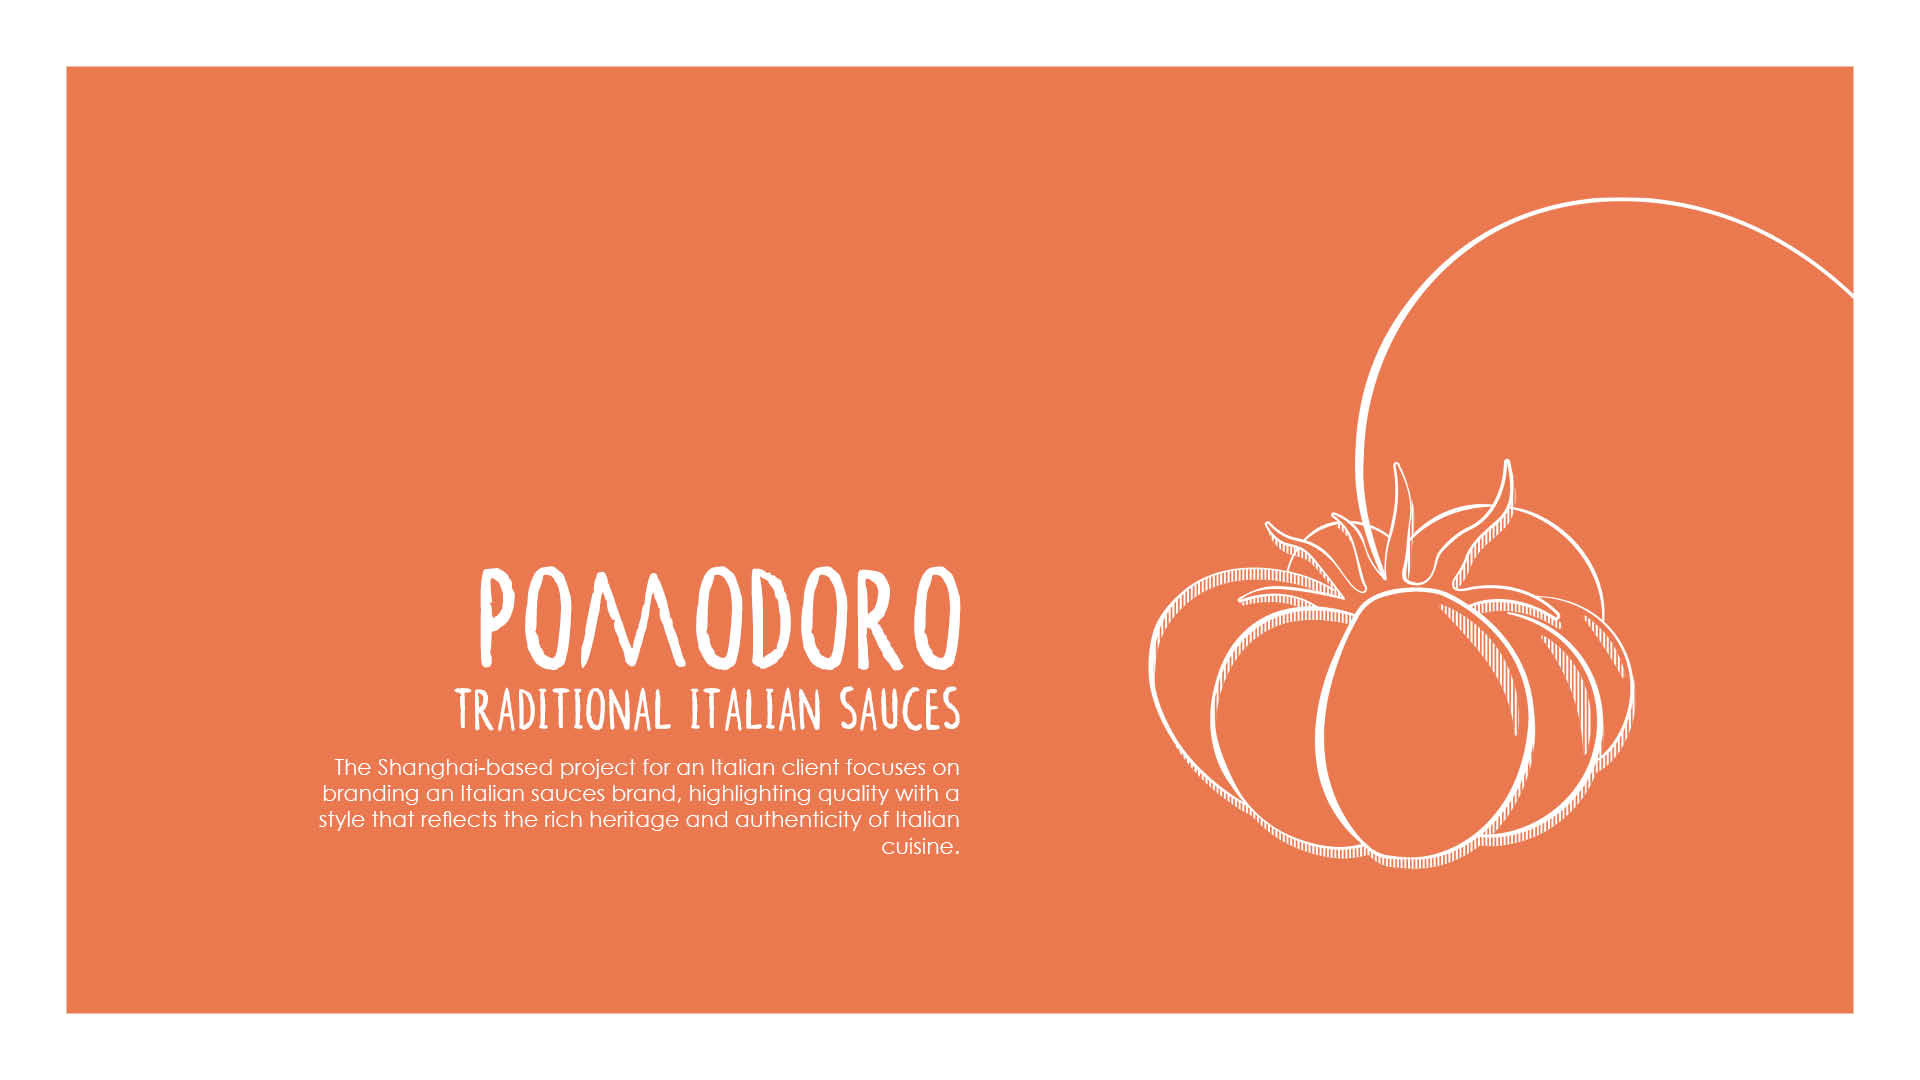 POMODORO
TRADITIONAL ITALIAN SAUCES
The Shanghai-based project for an Italian client focuses on
branding an Italian sauces brand, highlighting quality with a
style that reflects the rich heritage and authenticity of Italian
cuisine.